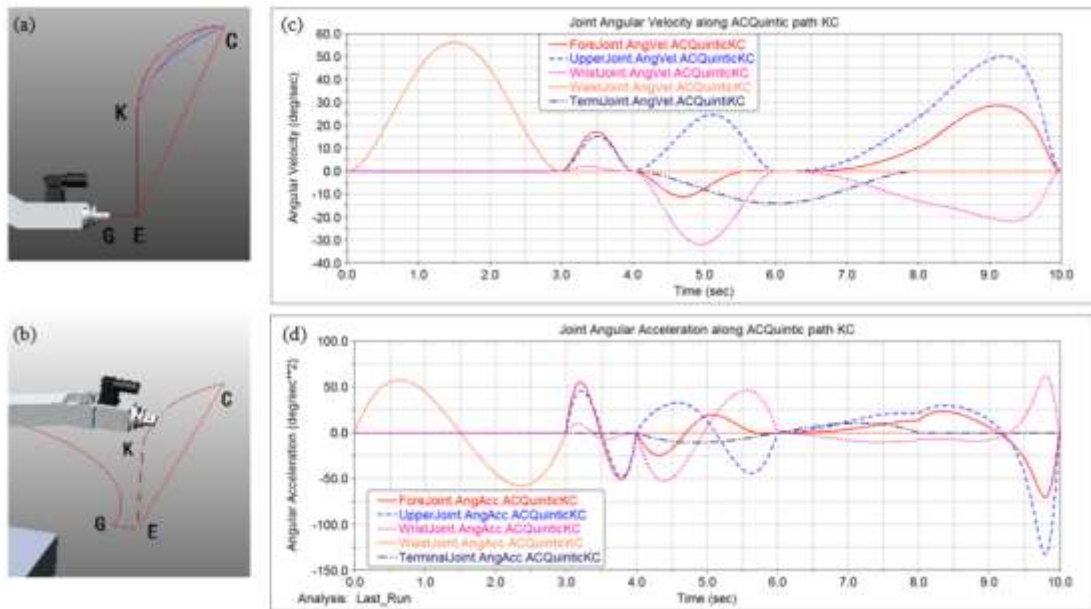 (a)
C
K
G
E
(b)
C
K
G
E
(c)
Joint Angular Velocity along ACQuintic path KC
Angular Velocity (deg/sec)
60.0
50.0
40.0
30.0
20.0
10.0
0.0
-10.0
-20.0
-30.0
-40.0
ForeJoint.AngVel.ACQuinticKC
UpperJoint.AngVel.ACQuinticKC
WristJoint.AngVel.ACQuinticKC
WaistJoint.AngVel.ACQuinticKC
TermiJoint.AngVel.ACQuintiKC
0.0 1.0 2.0 3.0 4.0 5.0 6.0 7.0 8.0 9.0 10.0
Time (sec)
(d)
Joint Angular Acceleration along ACQuintic path KC
Angular Acceleration (deg/sec**2)
100.0
50.0
0.0
-50.0
-100.0
-150.0
ForeJoint.AngAcc.ACQuinticKC
UpperJoint.AngAcc.ACQuinticKC
WristJoint.AngAcc.ACQuinticKC
WaistJoint.AngAcc.ACQuinticKC
TerminalJoint.AngAcc.ACQuinticKC
0.0 1.0 2.0 3.0 4.0 5.0 6.0 7.0 8.0 9.0 10.0
Analysis: Last_Run
Time (sec)